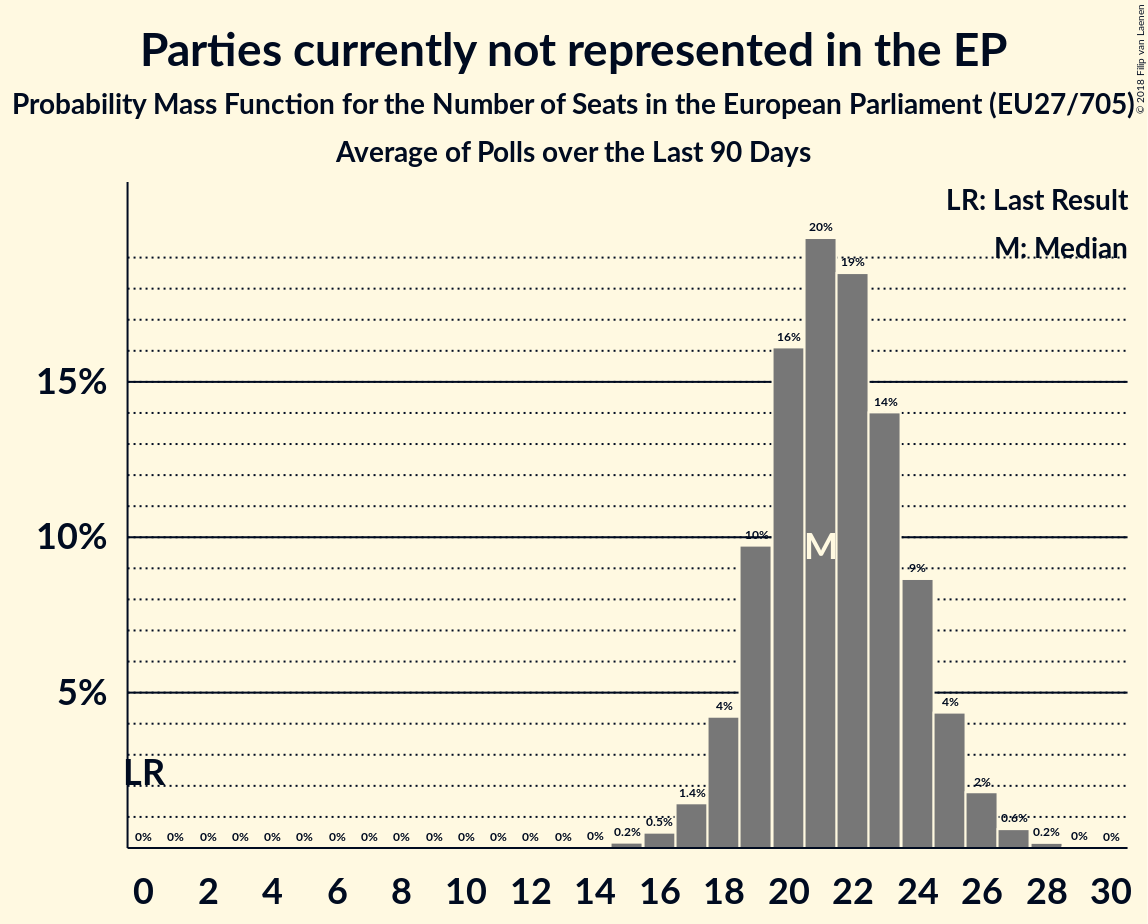 Parties currently not represented in the EP
Probability Mass Function for the Number of Seats in the European Parliament (EU27/705)
Average of Polls over the Last 90 Days
© 2018 Filip van Laenen
LR: Last Result
M: Median
15%
10%
5%
LR
M
0% 0% 0% 0% 0% 0% 0% 0% 0% 0% 0% 0% 0% 0% 0% 0.2% 0.5% 1.4% 4% 10% 16% 20% 19% 14% 9% 4% 2% 0.6% 0.2% 0% 0%
0 2 4 6 8 10 12 14 16 18 20 22 24 26 28 30